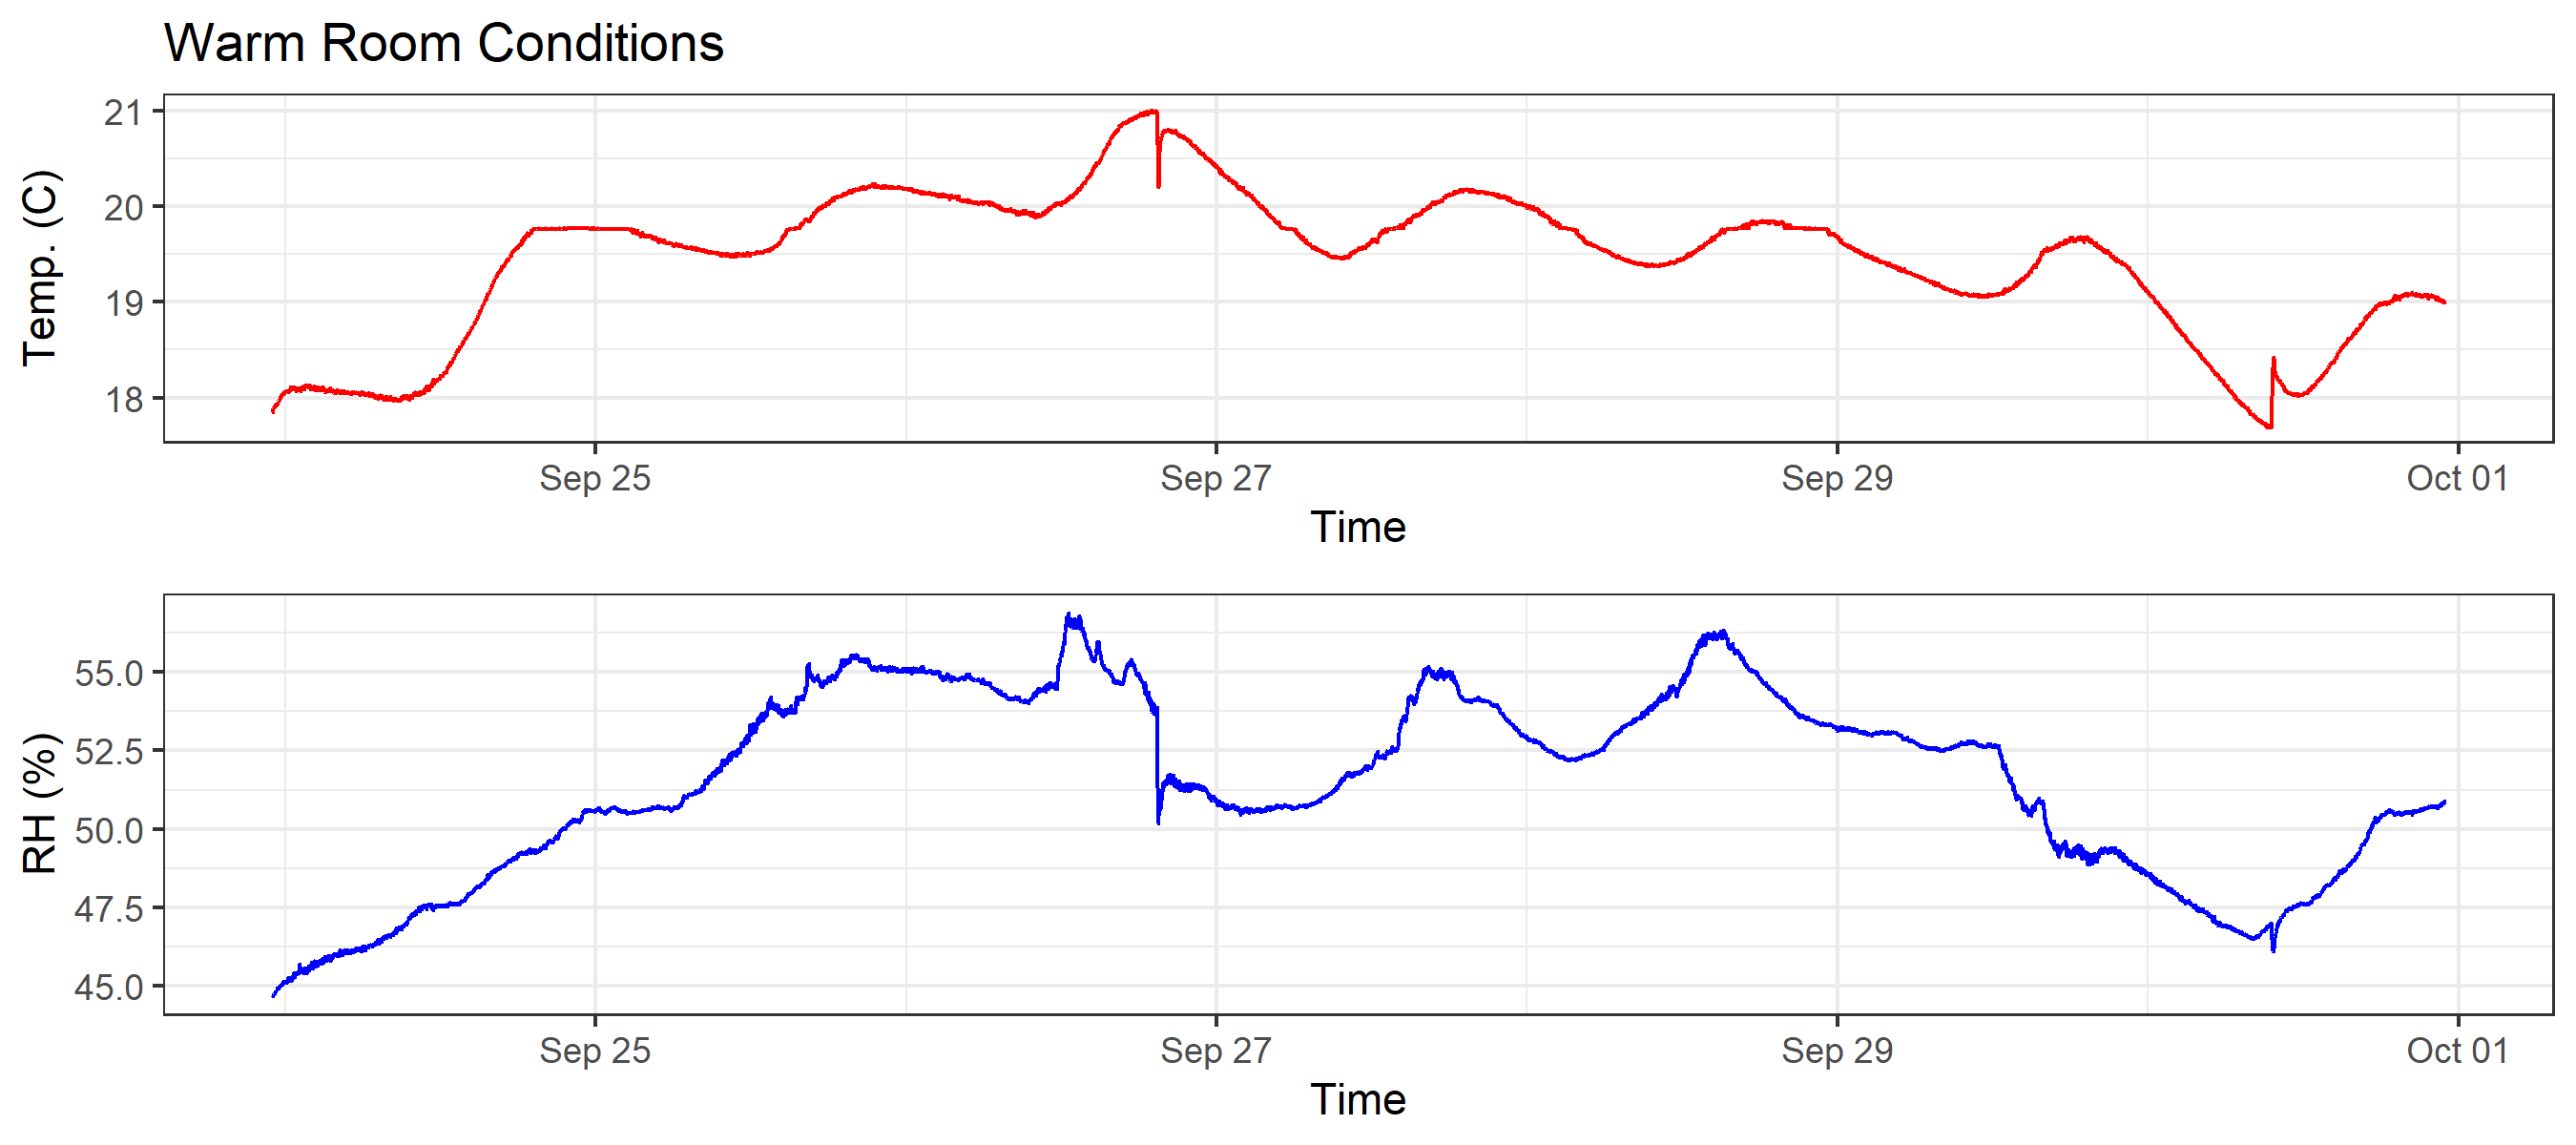 Warm Room Conditions
Temp. (C)
21
20
19
18
Sep 25 Sep 27 Sep 29 Oct 01
Time
RH (%)
55.0
52.5
50.0
47.5
45.0
Sep 25 Sep 27 Sep 29 Oct 01
Time